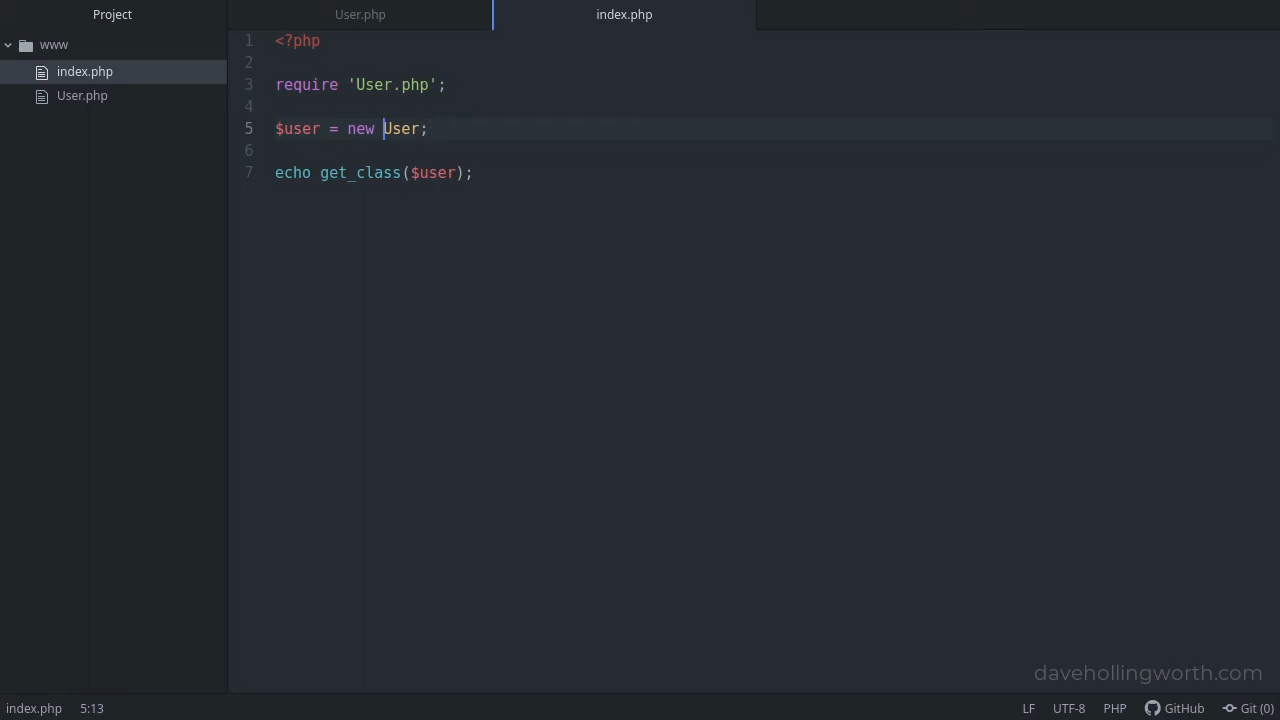 Project
User.php
index.php
www
index.php
User.php
1 <?php
2
3 require 'User.php';
4
5 $user = new User;
6
7 echo get_class($user);
davehollingworth.com
index.php 5:13 LF UTF-8 PHP GitHub Git (0)